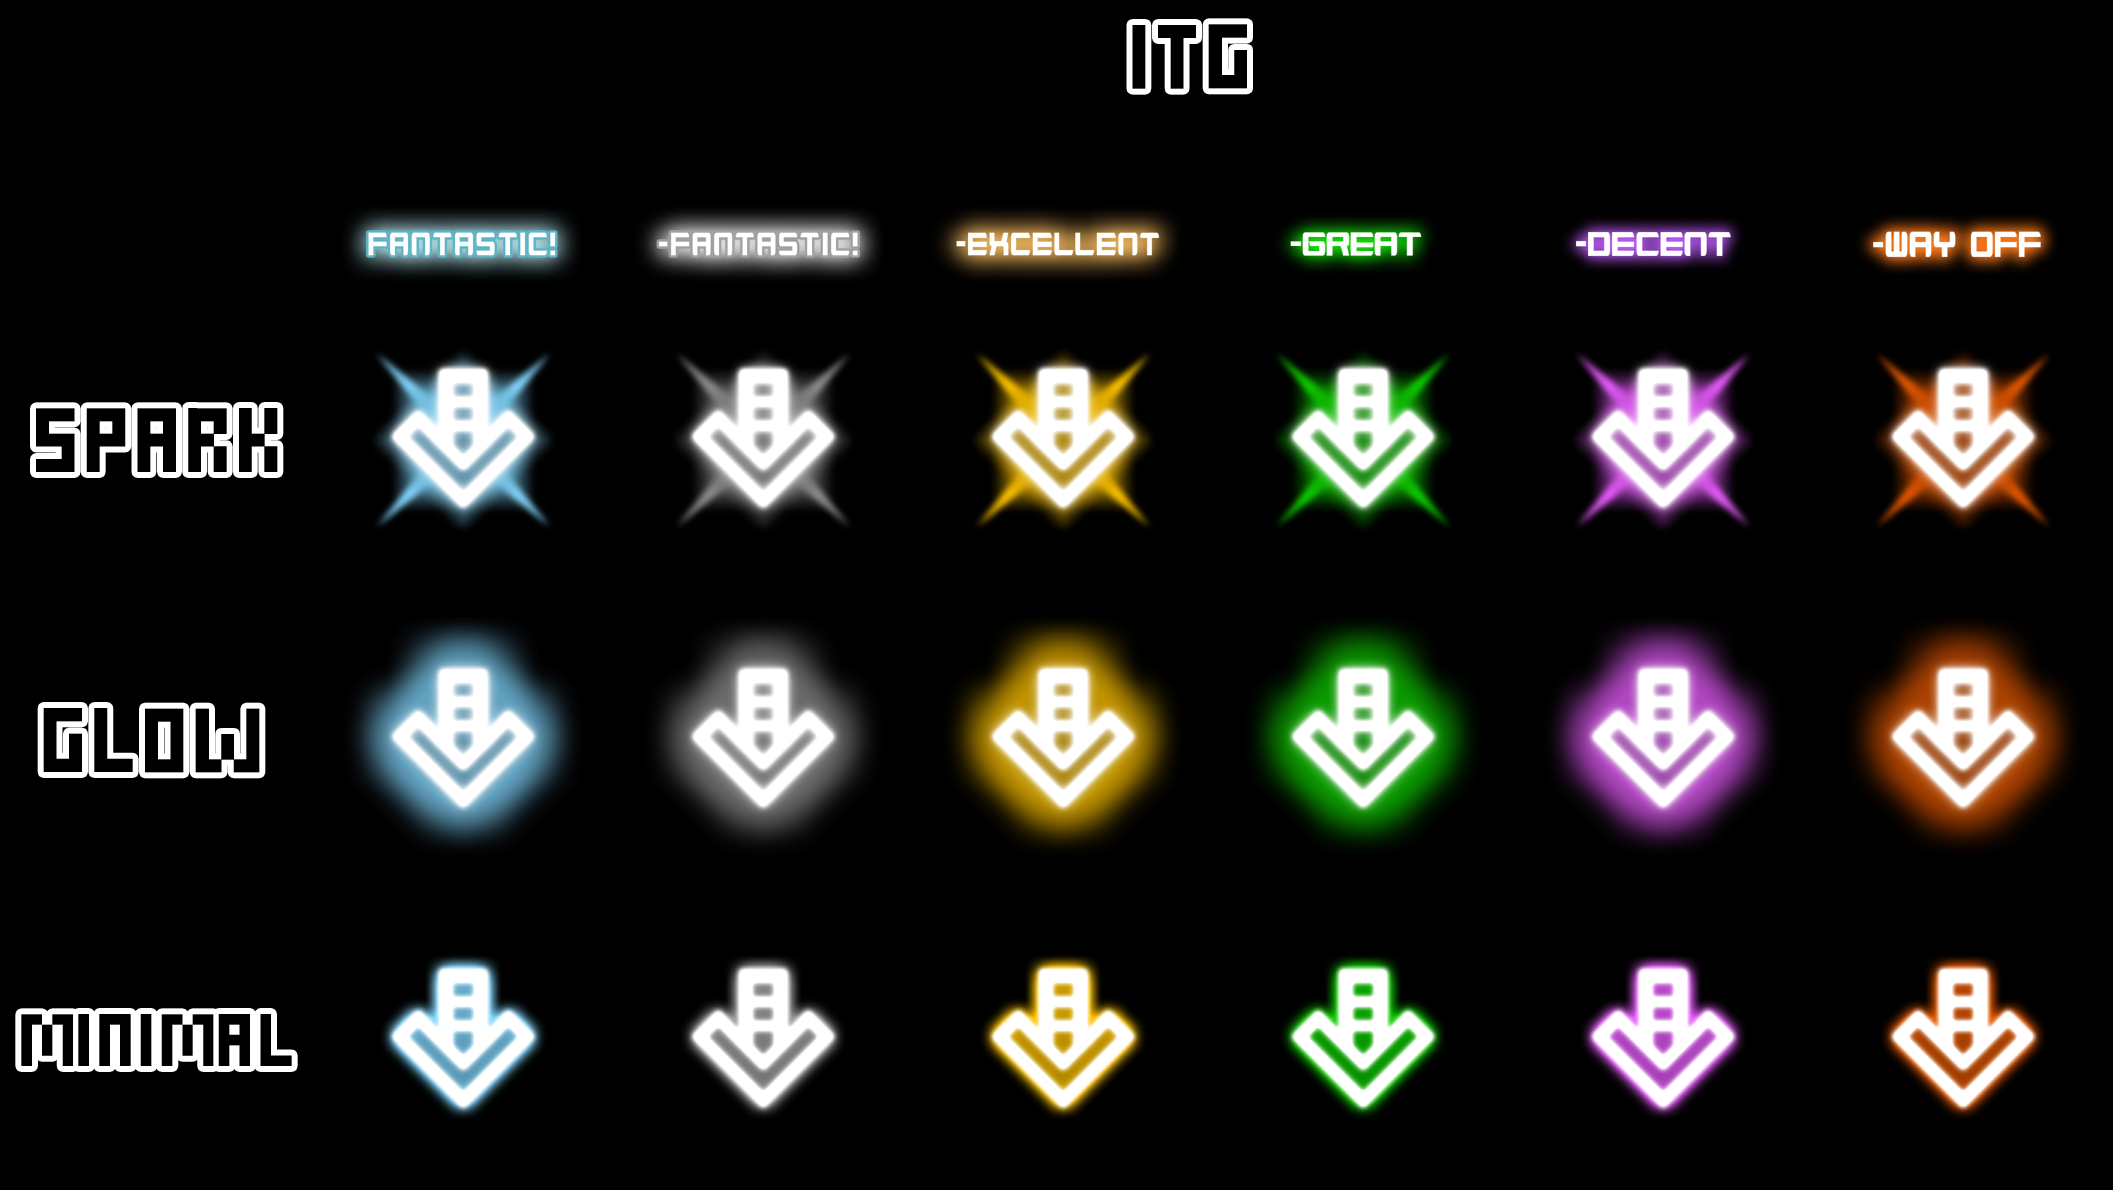 ITG
FANTASTIC! -FANTASTIC! -EXCELLENT -GREAT -DECENT -WAY OFF
SPARK
GLOW
MINIMAL